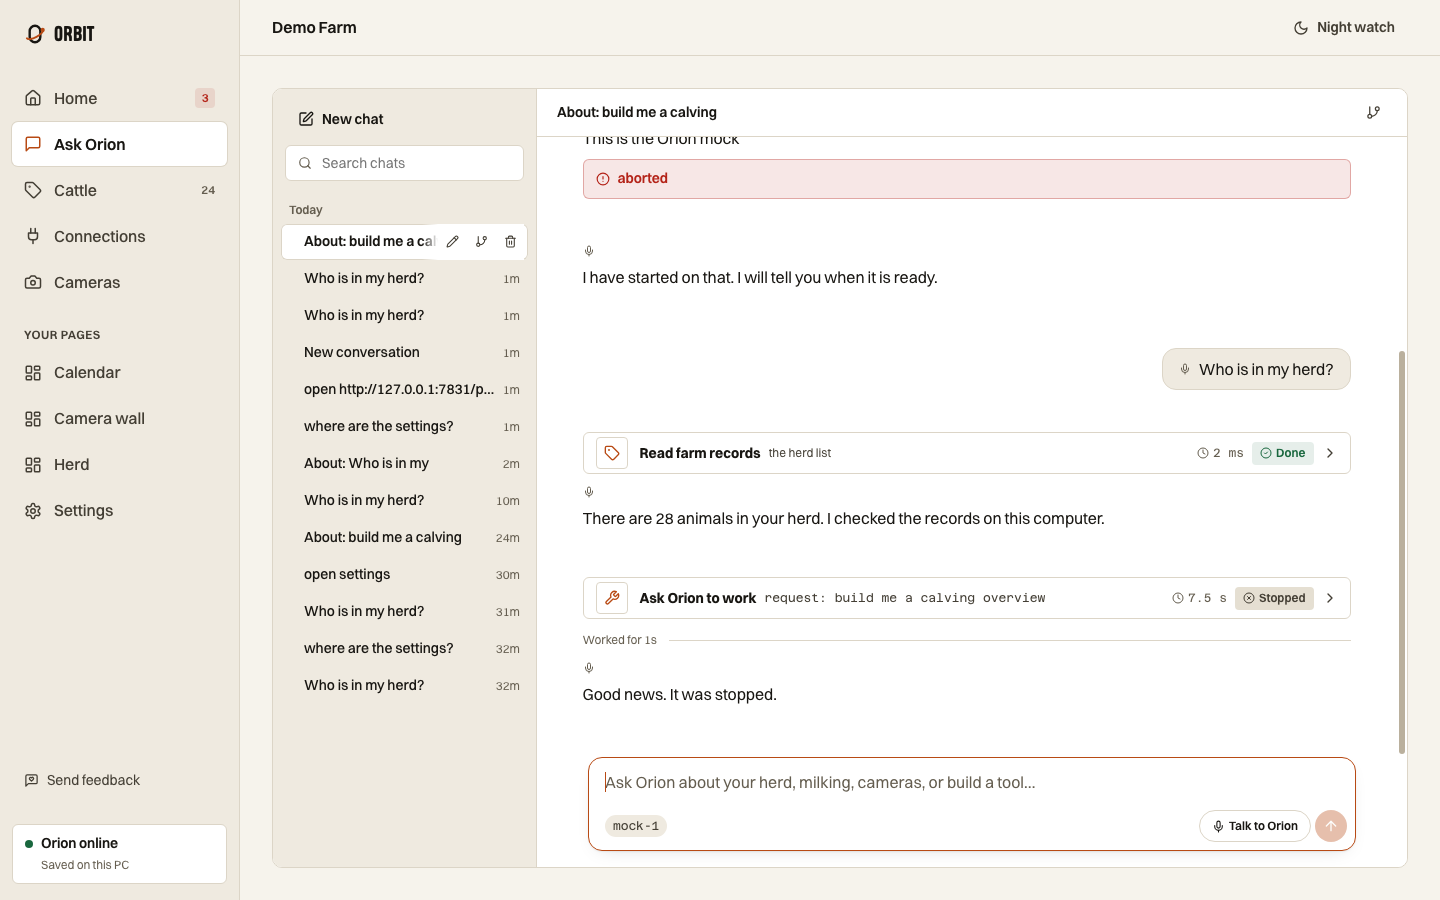 ORBIT
Home 3
Ask Orion
Cattle 24
Connections
Cameras
YOUR PAGES
Calendar
Camera wall
Herd
Settings
Send feedback
Orion online
Saved on this PC
Demo Farm
Night watch
New chat
Search chats
Today
About: build me a cal
Who is in my herd? 1m
Who is in my herd? 1m
New conversation 1m
open http://127.0.0.1:7831/p... 1m
where are the settings? 1m
About: Who is in my 2m
Who is in my herd? 10m
About: build me a calving 24m
open settings 30m
Who is in my herd? 31m
where are the settings? 32m
Who is in my herd? 32m
About: build me a calving
This is the Orion mock
aborted
I have started on that. I will tell you when it is ready.
Who is in my herd?
Read farm records the herd list 2 ms Done
There are 28 animals in your herd. I checked the records on this computer.
Ask Orion to work request: build me a calving overview 7.5 s Stopped
Worked for 1s
Good news. It was stopped.
Ask Orion about your herd, milking, cameras, or build a tool...
mock-1
Talk to Orion